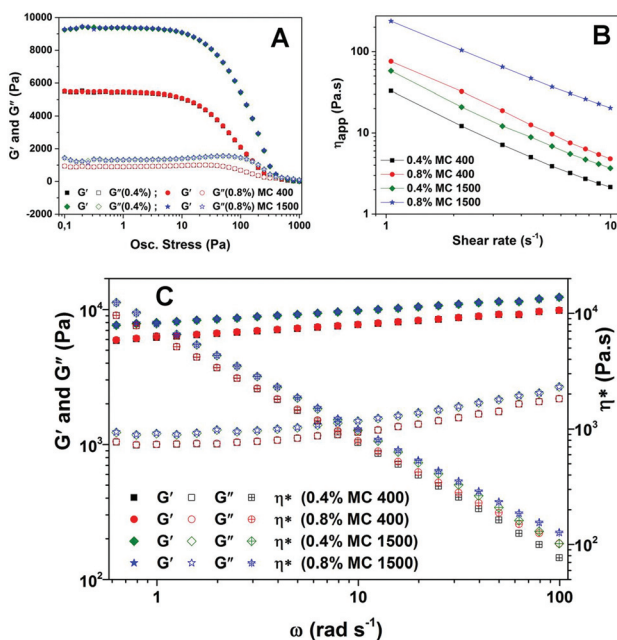 A
10000
8000
6000
4000
2000
0
-2000
G′ and G″ (Pa)
G′ G″(0.4%) ; G′ G″(0.8%) MC 400
G′ G″(0.4%) ; G′ G″(0.8%) MC 1500
0,1 1 10 100 1000
Osc. Stress (Pa)
B
100
10
1
ηapp (Pa.s)
0.4% MC 400
0.8% MC 400
0.4% MC 1500
0.8% MC 1500
1 10
Shear rate (s⁻¹)
C
10⁴
10³
10²
G′ and G″ (Pa)
10⁴
10³
10²
η* (Pa.s)
G′ G″ η* (0.4% MC 400)
G′ G″ η* (0.8% MC 400)
G′ G″ η* (0.4% MC 1500)
G′ G″ η* (0.8% MC 1500)
1 10 100
ω (rad s⁻¹)